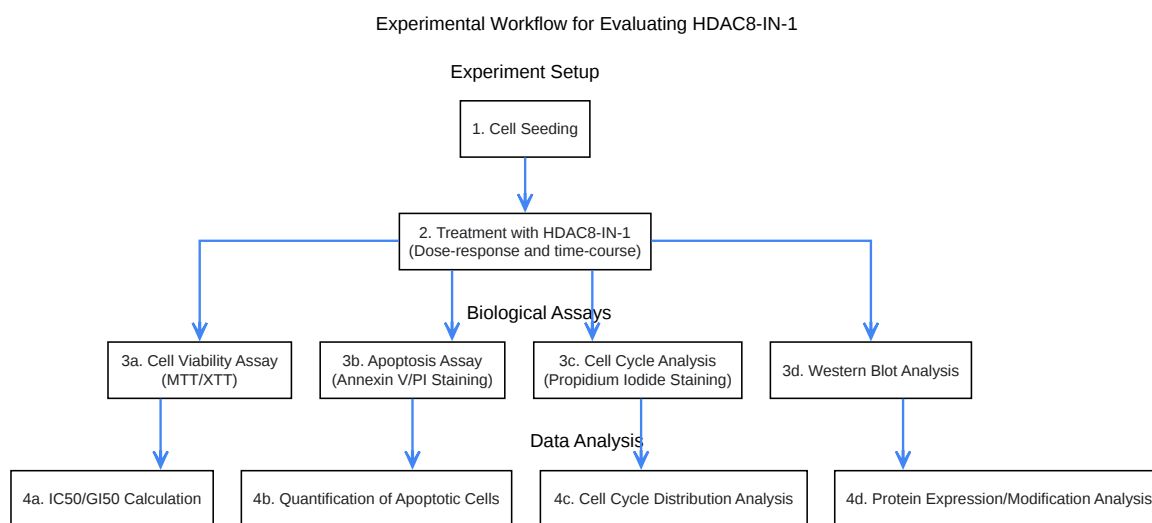 Experimental Workflow for Evaluating HDAC8-IN-1
Experiment Setup
1. Cell Seeding
2. Treatment with HDAC8-IN-1
(Dose-response and time-course)
Biological Assays
3a. Cell Viability Assay
(MTT/XTT)
3b. Apoptosis Assay
(Annexin V/PI Staining)
3c. Cell Cycle Analysis
(Propidium Iodide Staining)
3d. Western Blot Analysis
Data Analysis
4a. IC50/GI50 Calculation
4b. Quantification of Apoptotic Cells
4c. Cell Cycle Distribution Analysis
4d. Protein Expression/Modification Analysis